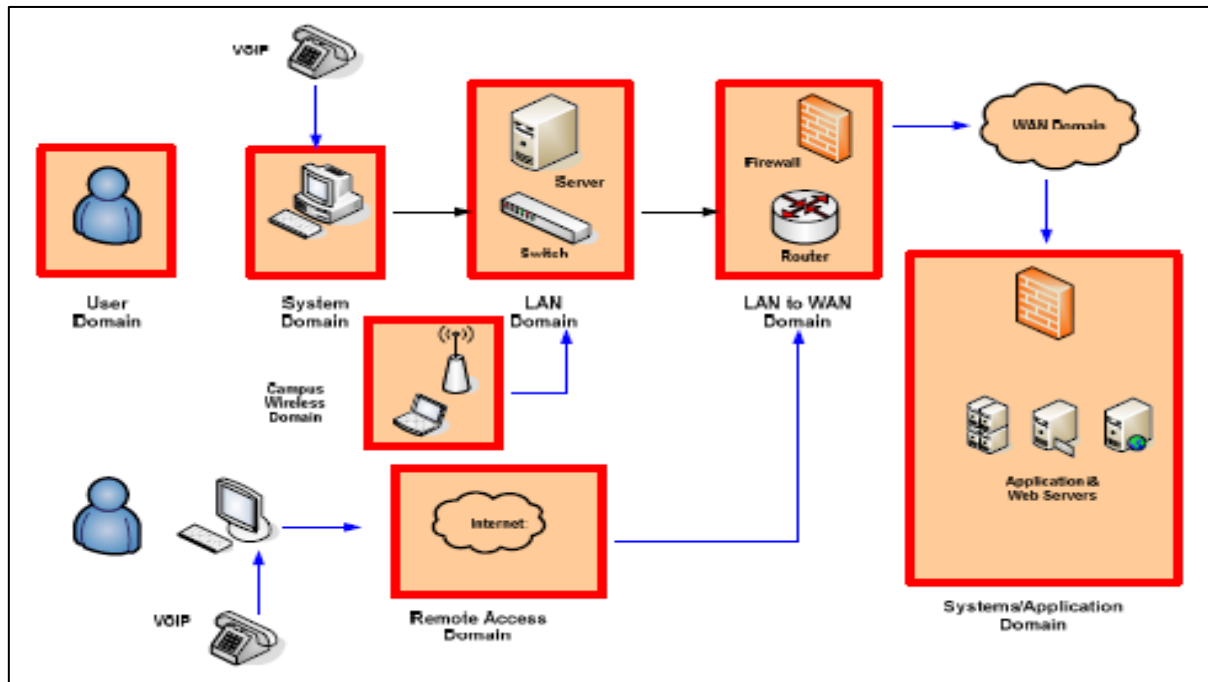 VOIP
WAN Domain
Firewall
Server
Switch
Router
User
Domain
System
Domain
LAN
Domain
LAN to WAN
Domain
Campus
Wireless
Domain
Application &
Web Servers
Internet
VOIP
Remote Access
Domain
Systems/Application
Domain